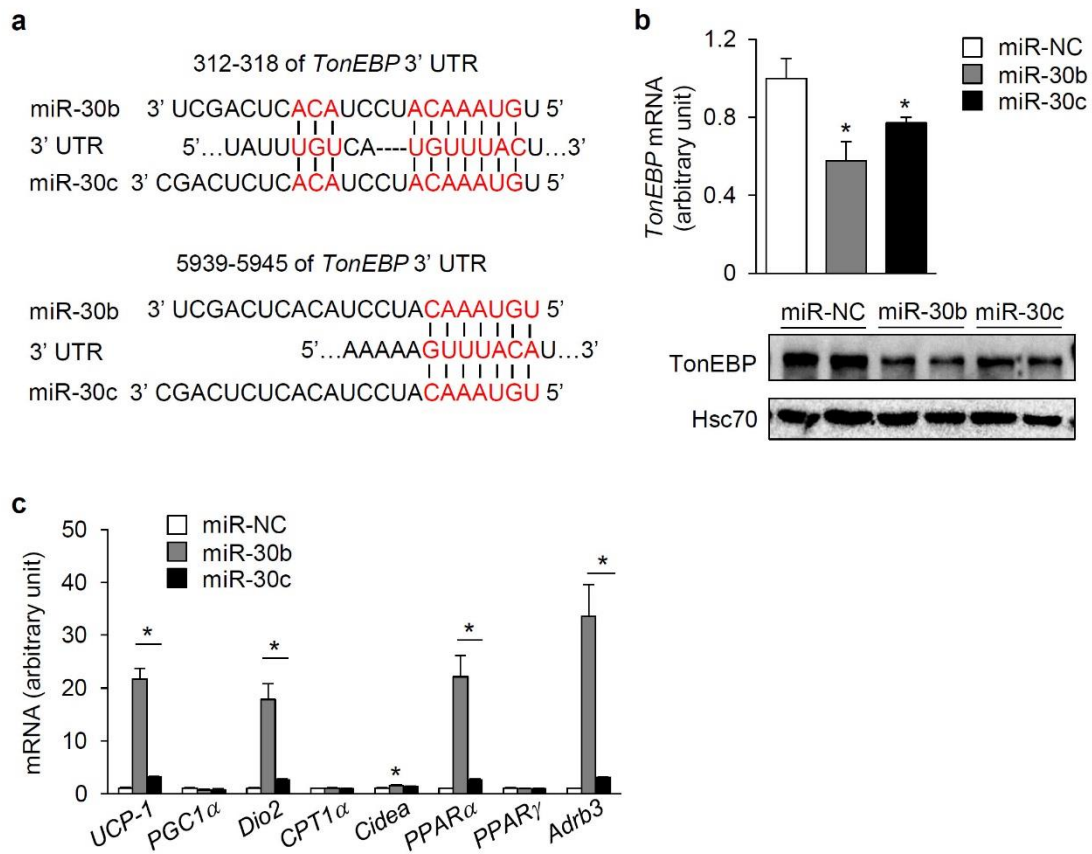 a
312-318 of TonEBP 3' UTR
miR-30b 3' UCGACUCACAUCCUACAAAUGU 5'
3' UTR 5'...UAUUUGUCA----UGUUUACU...3'
miR-30c 3' CGACUCUCACAUCCUACAAAUGU 5'
5939-5945 of TonEBP 3' UTR
miR-30b 3' UCGACUCACAUCCUACAAAUGU 5'
3' UTR 5'...AAAAAGUUUACAU...3'
miR-30c 3' CGACUCUCACAUCCUACAAAUGU 5'
b
TonEBP mRNA
(arbitrary unit)
1.2
0.8
0.4
0
*
*
miR-NC
miR-30b
miR-30c
miR-NC miR-30b miR-30c
TonEBP
Hsc70
c
mRNA (arbitrary unit)
50
40
30
20
10
0
miR-NC
miR-30b
miR-30c
*
*
*
*
*
UCP-1 PGC1α Dio2 CPT1α Cidea PPARα PPARγ Adrb3